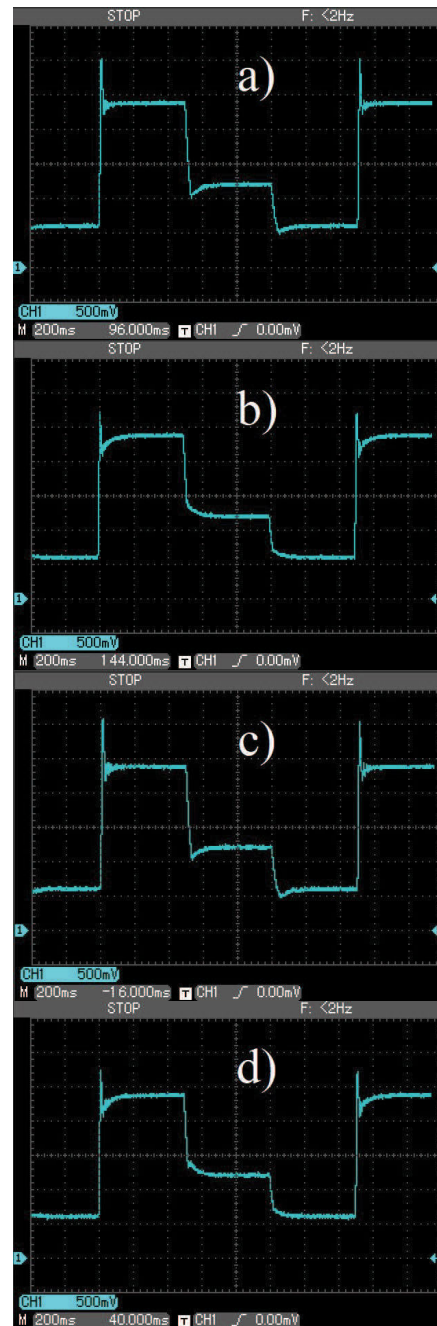 STOP F: <2Hz
a)
1
CH1 500mV
M 200ms 96.000ms T CH1 0.00mV
STOP F: <2Hz
b)
1
CH1 500mV
M 200ms 144.000ms T CH1 0.00mV
STOP F: <2Hz
c)
1
CH1 500mV
M 200ms -16.000ms T CH1 0.00mV
STOP F: <2Hz
d)
1
CH1 500mV
M 200ms 40.000ms T CH1 0.00mV